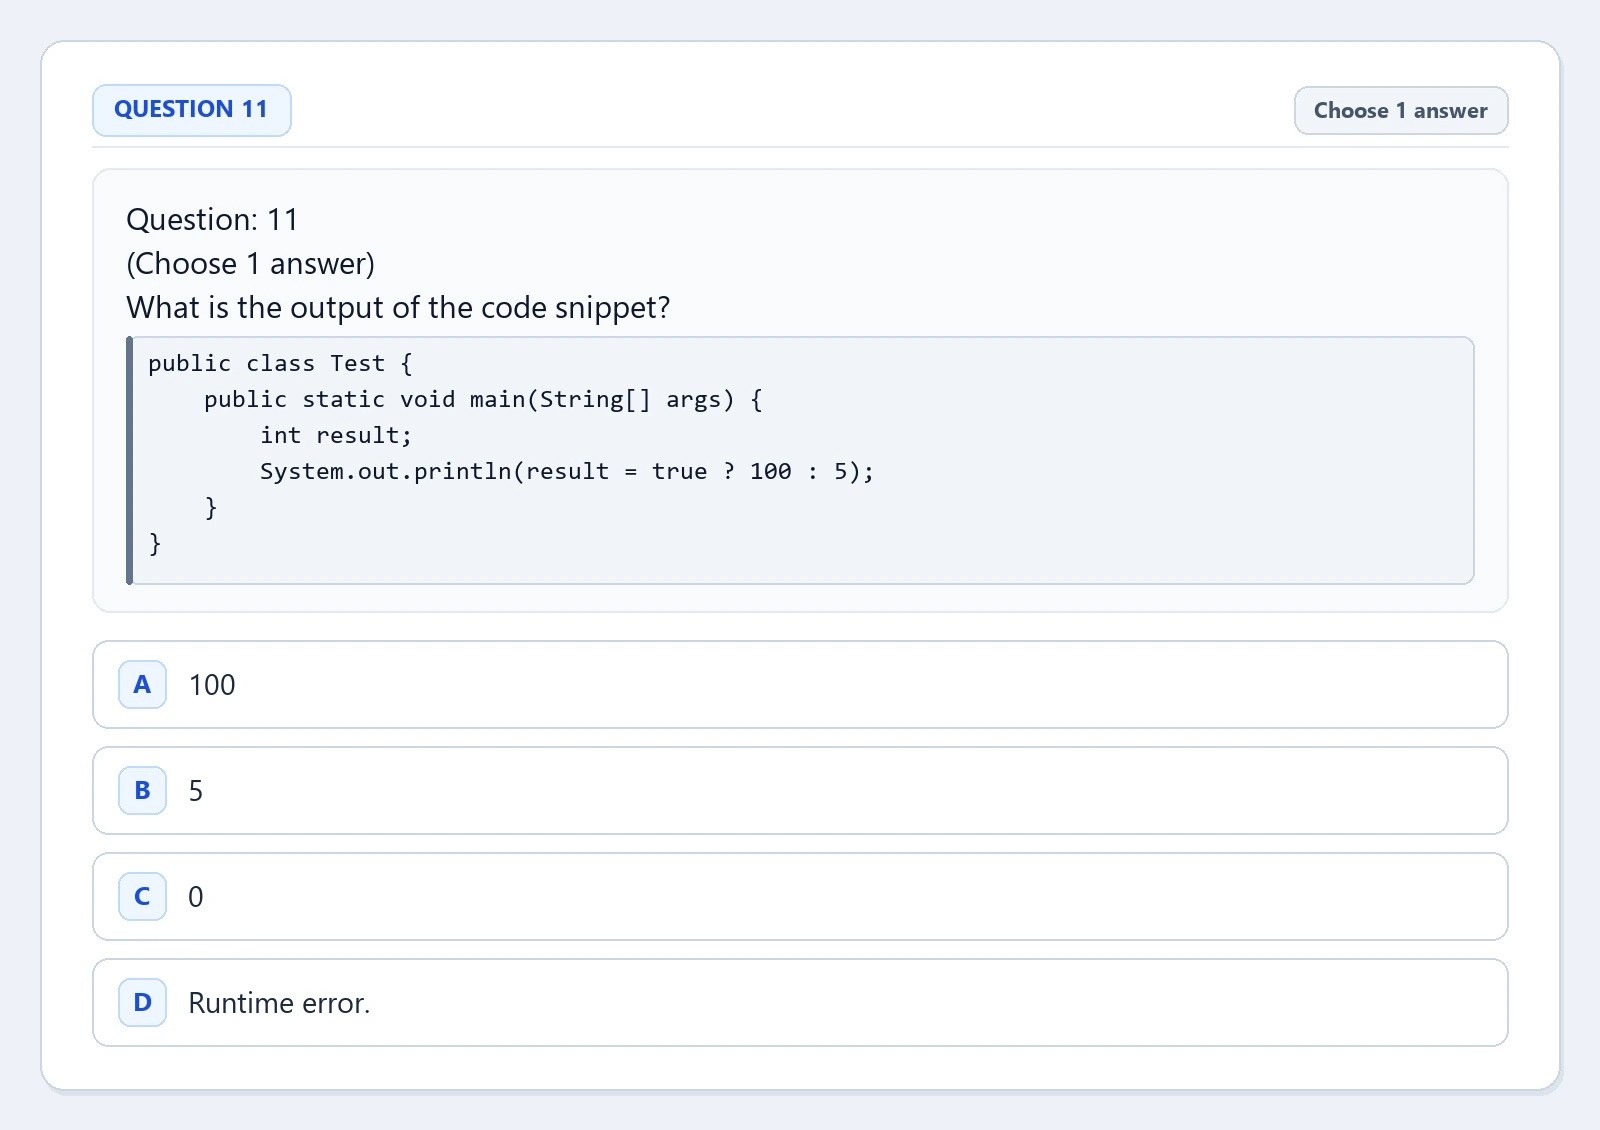 QUESTION 11
Choose 1 answer
Question: 11
(Choose 1 answer)
What is the output of the code snippet?
public class Test {
    public static void main(String[] args) {
        int result;
        System.out.println(result = true ? 100 : 5);
    }
}
A 100
B 5
C 0
D Runtime error.